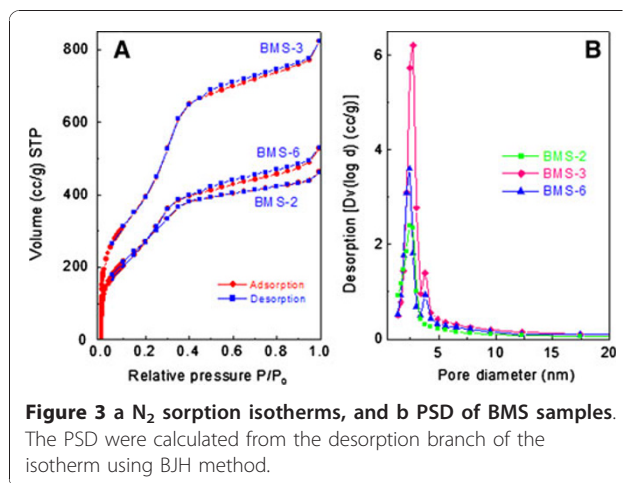 A
BMS-3
BMS-6
BMS-2
Adsorption
Desorption
Volume (cc/g) STP
800
600
400
200
0
0.0 0.2 0.4 0.6 0.8 1.0
Relative pressure P/P₀
B
BMS-2
BMS-3
BMS-6
Desorption [Dv(log d) (cc/g)
6
4
2
0
0 5 10 15 20
Pore diameter (nm)
Figure 3 a N₂ sorption isotherms, and b PSD of BMS samples.
The PSD were calculated from the desorption branch of the
isotherm using BJH method.